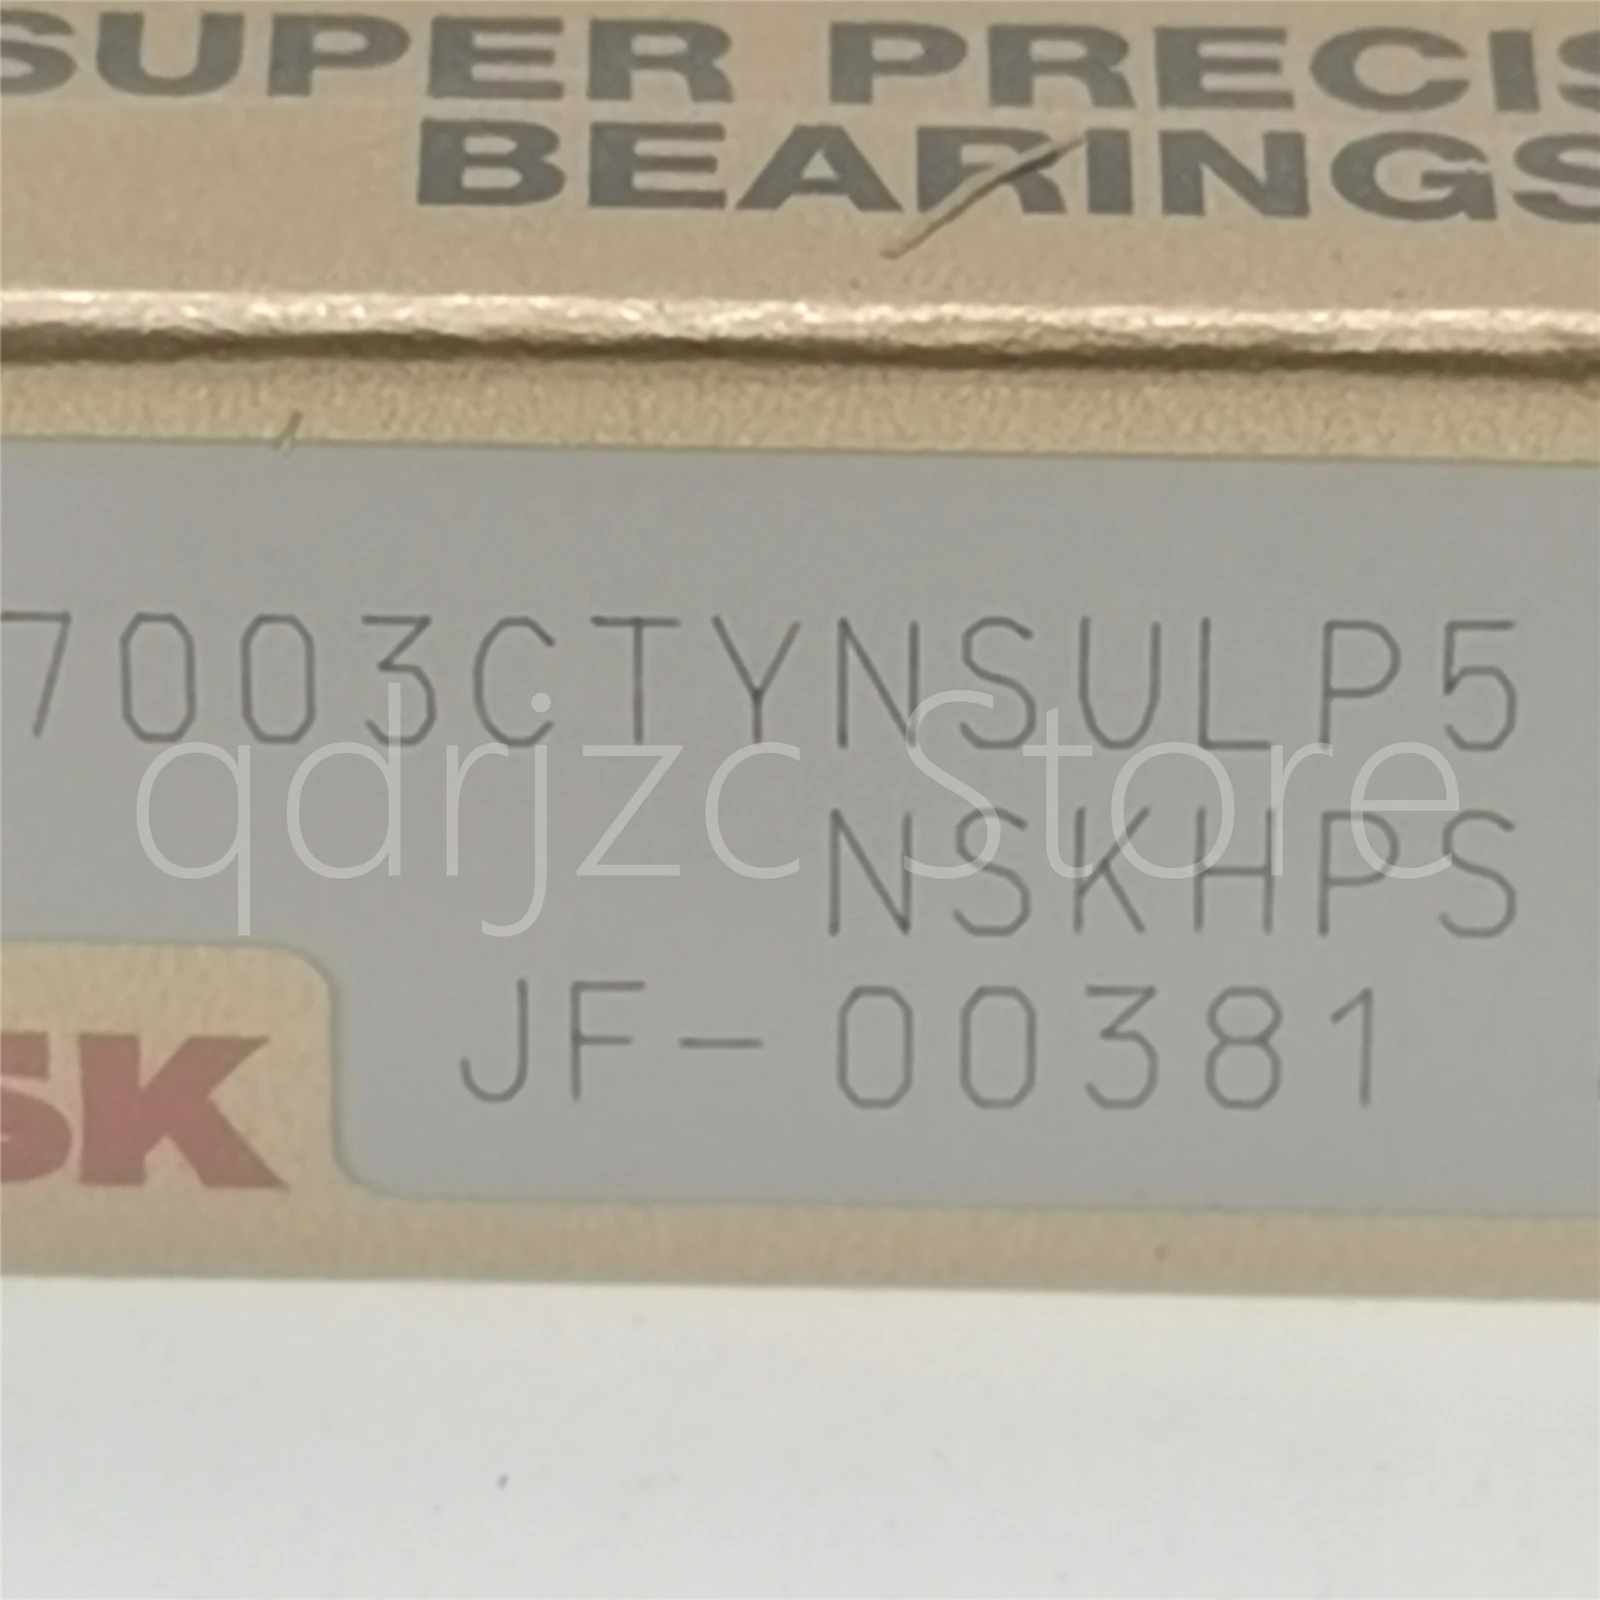 SUPER PRECIS
BEARINGS
7003CTYNSULP5
NSKHPS
JF-00381
SK
qdrjzc Store